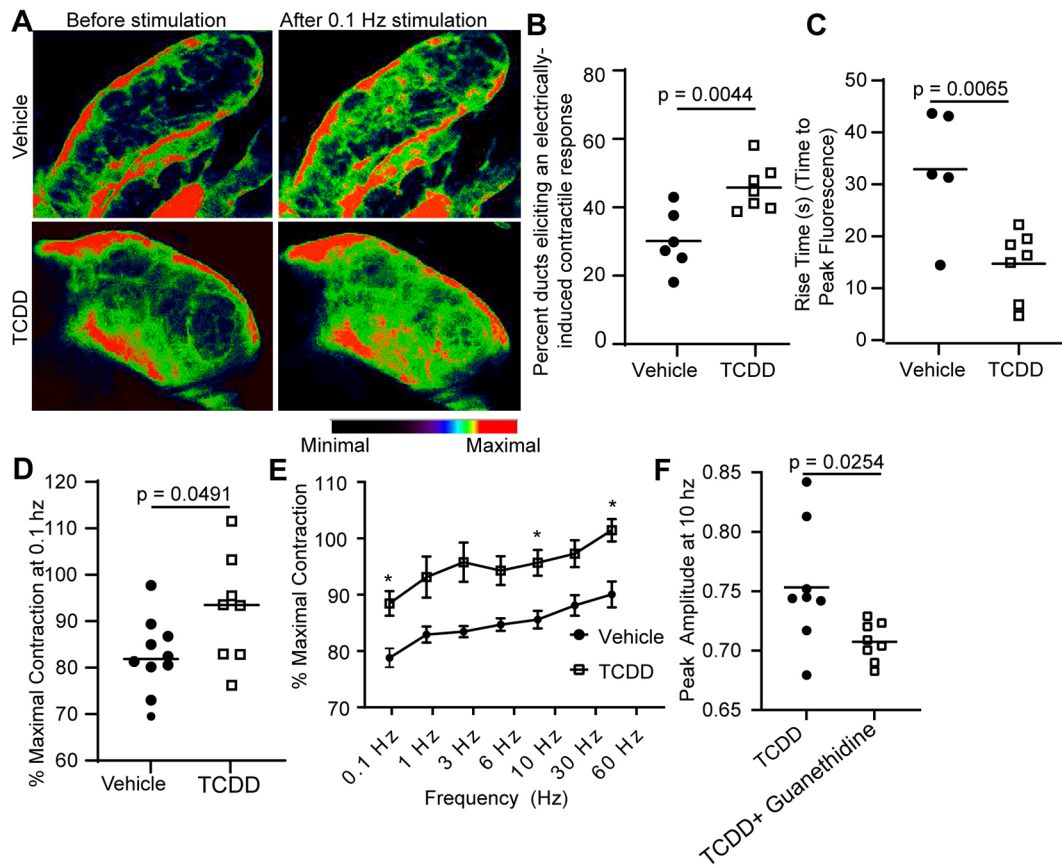 A
Before stimulation
After 0.1 Hz stimulation
Vehicle
TCDD
Minimal
Maximal
B
Percent ducts eliciting an electrically-
induced contractile response
80
60
40
20
0
p = 0.0044
Vehicle
TCDD
C
Rise Time (s) (Time to
Peak Fluorescence)
50
40
30
20
10
0
p = 0.0065
Vehicle
TCDD
D
% Maximal Contraction at 0.1 hz
120
110
100
90
80
70
60
p = 0.0491
Vehicle
TCDD
E
% Maximal Contraction
110
100
90
80
70
*
*
*
Vehicle
TCDD
0.1 Hz
1 Hz
3 Hz
6 Hz
10 Hz
30 Hz
60 Hz
Frequency (Hz)
F
Peak Amplitude at 10 hz
0.85
0.80
0.75
0.70
0.65
p = 0.0254
TCDD
TCDD+ Guanethidine